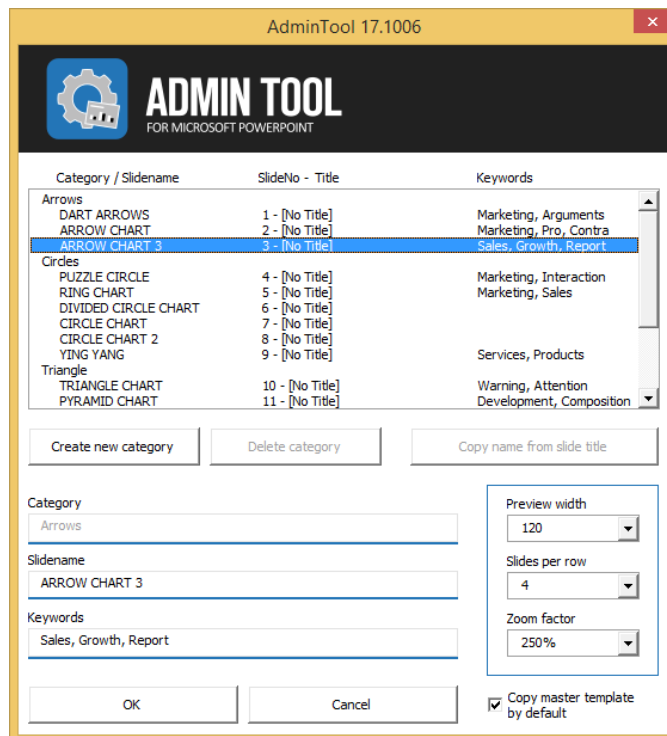 AdminTool 17.1006
ADMIN TOOL
FOR MICROSOFT POWERPOINT
Category / Slidename SlideNo - Title Keywords
Arrows
DART ARROWS 1 - [No Title] Marketing, Arguments
ARROW CHART 2 - [No Title] Marketing, Pro, Contra
ARROW CHART 3 3 - [No Title] Sales, Growth, Report
Circles
PUZZLE CIRCLE 4 - [No Title] Marketing, Interaction
RING CHART 5 - [No Title] Marketing, Sales
DIVIDED CIRCLE CHART 6 - [No Title]
CIRCLE CHART 7 - [No Title]
CIRCLE CHART 2 8 - [No Title]
YING YANG 9 - [No Title] Services, Products
Triangle
TRIANGLE CHART 10 - [No Title] Warning, Attention
PYRAMID CHART 11 - [No Title] Development, Composition
Create new category Delete category Copy name from slide title
Category
Arrows
Slidename
ARROW CHART 3
Keywords
Sales, Growth, Report
Preview width
120
Slides per row
4
Zoom factor
250%
OK Cancel
Copy master template
by default